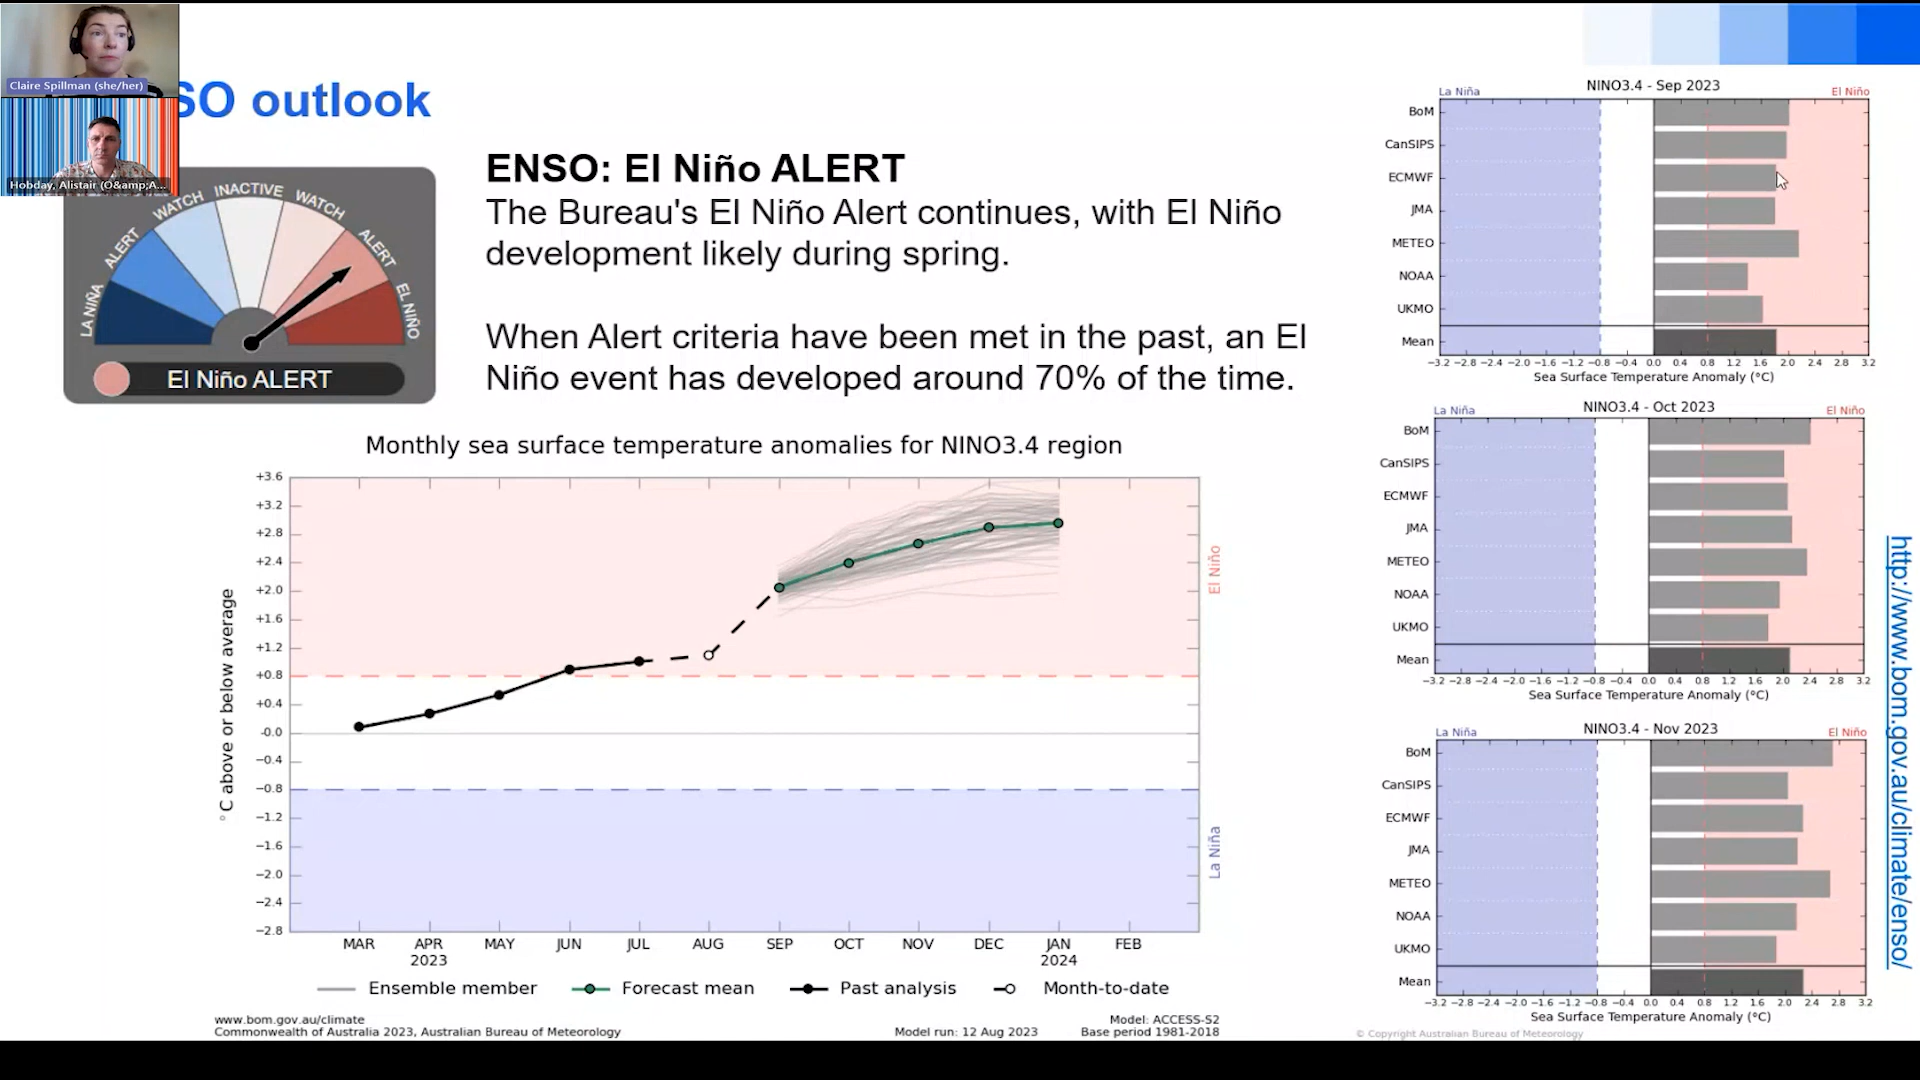 Claire Spillman (she/her)
Hobday, Alistair (O&amp;A...
SO outlook
LA NIÑA
ALERT
WATCH
INACTIVE
WATCH
ALERT
EL NIÑO
El Niño ALERT
ENSO: El Niño ALERT
The Bureau's El Niño Alert continues, with El Niño
development likely during spring.
When Alert criteria have been met in the past, an El
Niño event has developed around 70% of the time.
Monthly sea surface temperature anomalies for NINO3.4 region
°C above or below average
+3.6
+3.2
+2.8
+2.4
+2.0
+1.6
+1.2
+0.8
+0.4
-0.0
−0.4
−0.8
−1.2
−1.6
−2.0
−2.4
−2.8
El Niño
La Niña
MAR APR MAY JUN JUL AUG SEP OCT NOV DEC JAN FEB
2023 2024
Ensemble member Forecast mean Past analysis Month-to-date
www.bom.gov.au/climate
Commonwealth of Australia 2023, Australian Bureau of Meteorology
Model run: 12 Aug 2023
Model: ACCESS-S2
Base period 1981-2018
NINO3.4 - Sep 2023
La Niña El Niño
BoM
CanSIPS
ECMWF
JMA
METEO
NOAA
UKMO
Mean
−3.2 −2.8 −2.4 −2.0 −1.6 −1.2 −0.8 −0.4 0.0 0.4 0.8 1.2 1.6 2.0 2.4 2.8 3.2
Sea Surface Temperature Anomaly (°C)
NINO3.4 - Oct 2023
La Niña El Niño
BoM
CanSIPS
ECMWF
JMA
METEO
NOAA
UKMO
Mean
−3.2 −2.8 −2.4 −2.0 −1.6 −1.2 −0.8 −0.4 0.0 0.4 0.8 1.2 1.6 2.0 2.4 2.8 3.2
Sea Surface Temperature Anomaly (°C)
NINO3.4 - Nov 2023
La Niña El Niño
BoM
CanSIPS
ECMWF
JMA
METEO
NOAA
UKMO
Mean
−3.2 −2.8 −2.4 −2.0 −1.6 −1.2 −0.8 −0.4 0.0 0.4 0.8 1.2 1.6 2.0 2.4 2.8 3.2
Sea Surface Temperature Anomaly (°C)
© Copyright Australian Bureau of Meteorology
http://www.bom.gov.au/climate/enso/